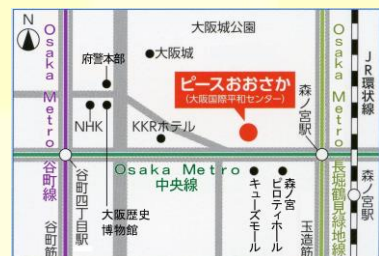 N
Osaka Metro
谷町線
谷町筋
大阪城公園
大阪城
府警本部
NHK
KKRホテル
ピースおおさか
(大阪国際平和センター)
森ノ宮駅
Osaka Metro
長堀鶴見緑地線
JR環状線
森ノ宮駅
Osaka Metro
中央線
谷町四丁目駅
大阪歴史
博物館
キューズモール
森ノ宮
ピロティホール
玉造筋